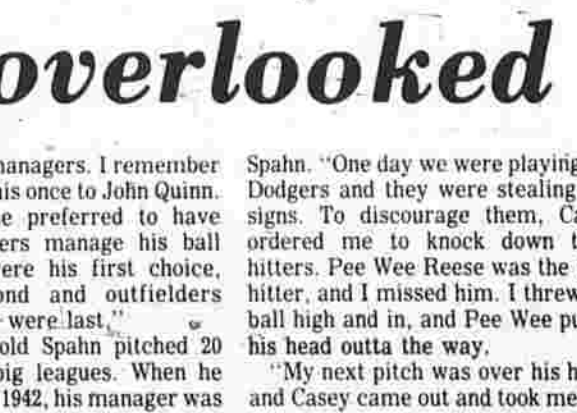 overlooked
managers. I remember
his once to John Quinn.
e preferred to have
ers manage his ball
ere his first choice,
ond and outfielders
were last."
old Spahn pitched 20
big leagues. When he
1942, his manager was
Spahn. "One day we were playing
Dodgers and they were stealing
signs. To discourage them, Ca
ordered me to knock down t
hitters. Pee Wee Reese was the
hitter, and I missed him. I threw
ball high and in, and Pee Wee pu
his head outta the way.
"My next pitch was over his h
and Casey came out and took me